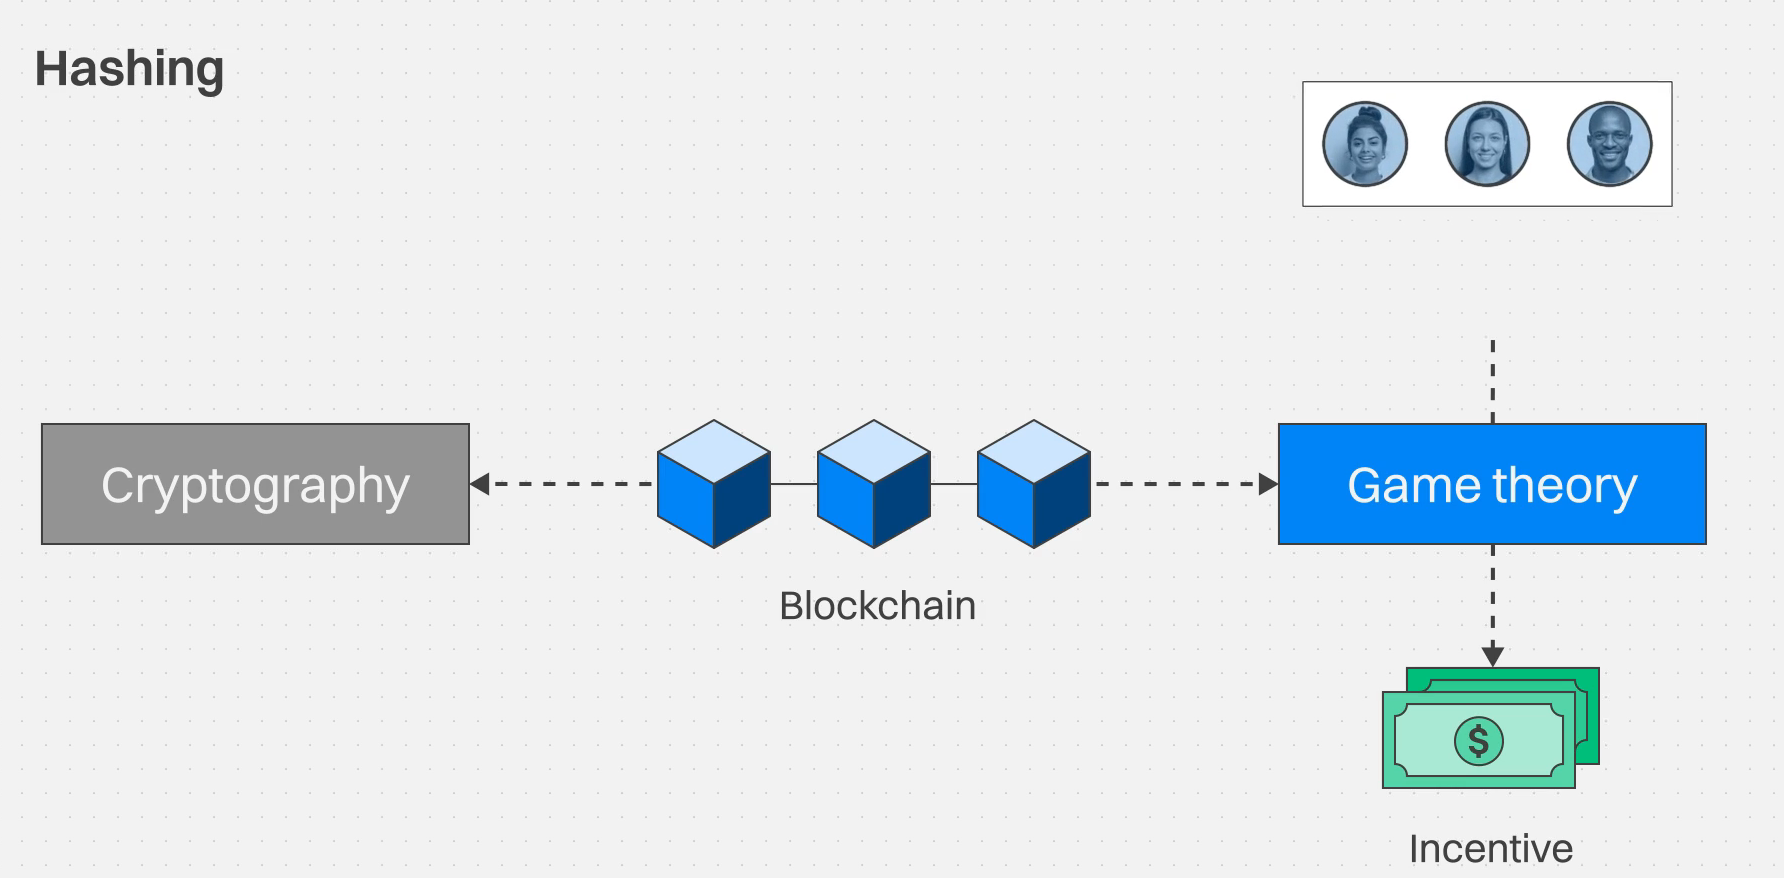 Hashing
Cryptography
Game theory
Blockchain
$
Incentive